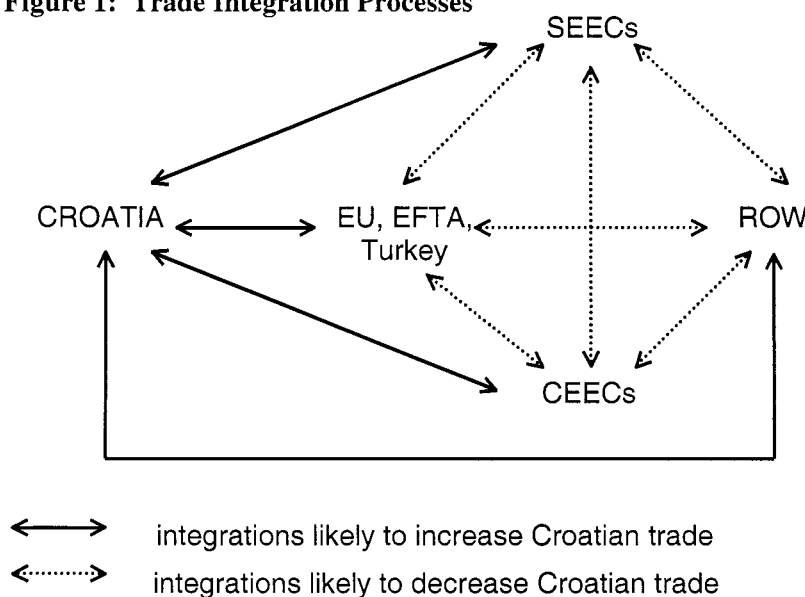 Figure 1: Trade Integration Processes
SEECs
CROATIA
EU, EFTA,
Turkey
ROW
CEECs
integrations likely to increase Croatian trade
integrations likely to decrease Croatian trade